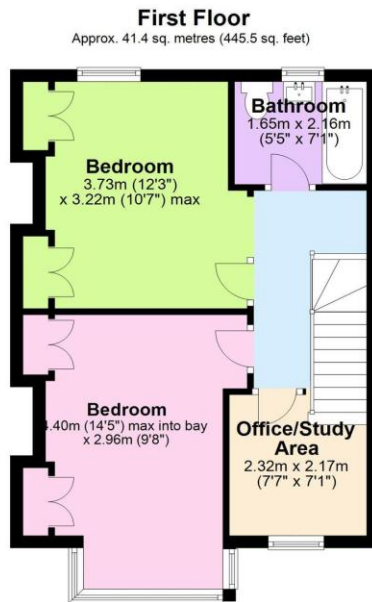 First Floor
Approx. 41.4 sq. metres (445.5 sq. feet)
Bathroom
1.65m x 2.16m
(5'5" x 7'1")
Bedroom
3.73m (12'3")
x 3.22m (10'7") max
Bedroom
4.40m (14'5") max into bay
x 2.96m (9'8")
Office/Study
Area
2.32m x 2.17m
(7'7" x 7'1")